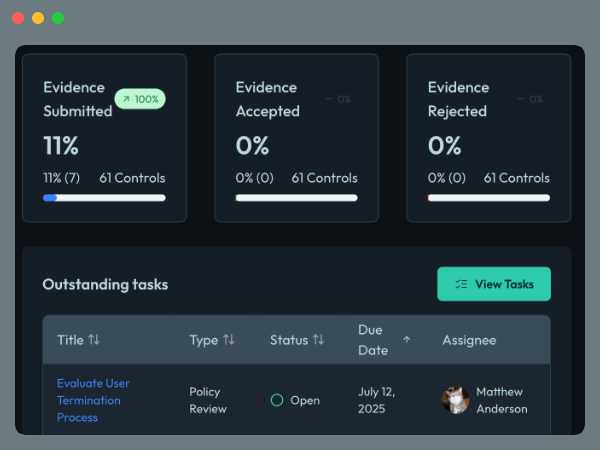 Evidence
Submitted
↗ 100%
11%
11% (7) 61 Controls
Evidence
Accepted
– 0%
0%
0% (0) 61 Controls
Evidence
Rejected
– 0%
0%
0% (0) 61 Controls
Outstanding tasks
View Tasks
Title Type Status Due Date Assignee
Evaluate User
Termination
Process
Policy
Review
Open
July 12,
2025
Matthew
Anderson